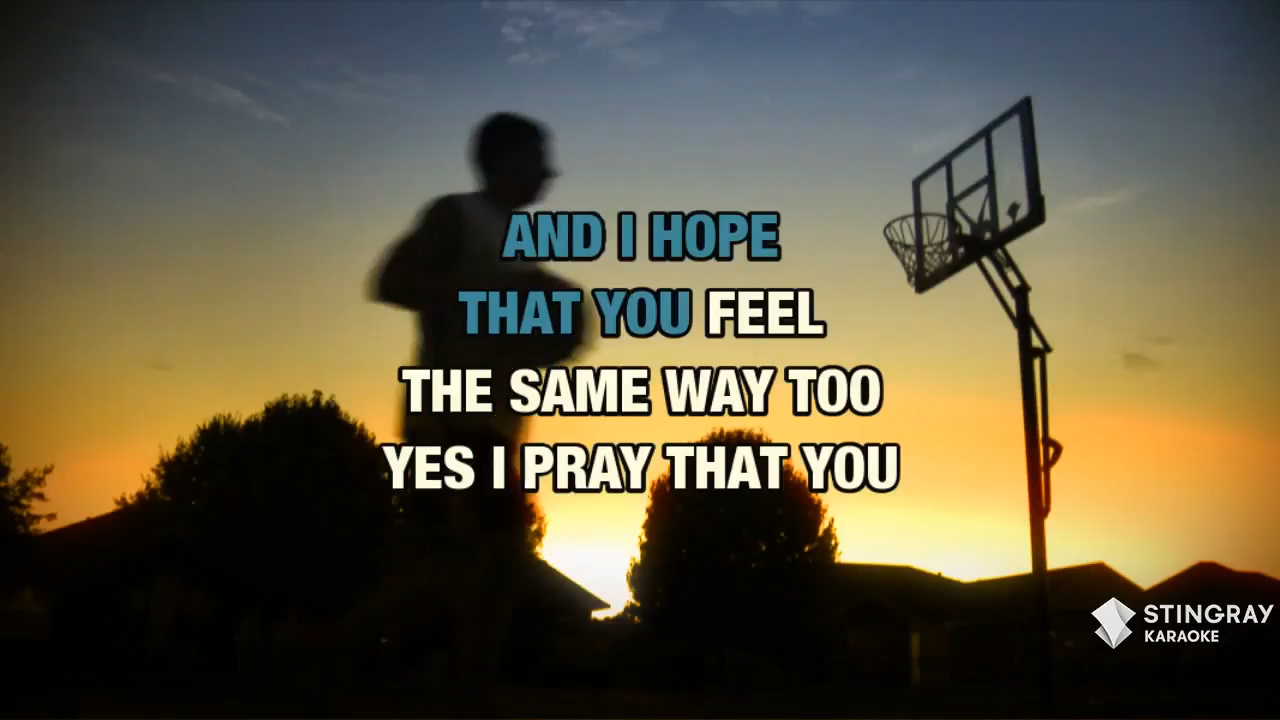 AND I HOPE
THAT YOU FEEL
THE SAME WAY TOO
YES I PRAY THAT YOU
STINGRAY
KARAOKE